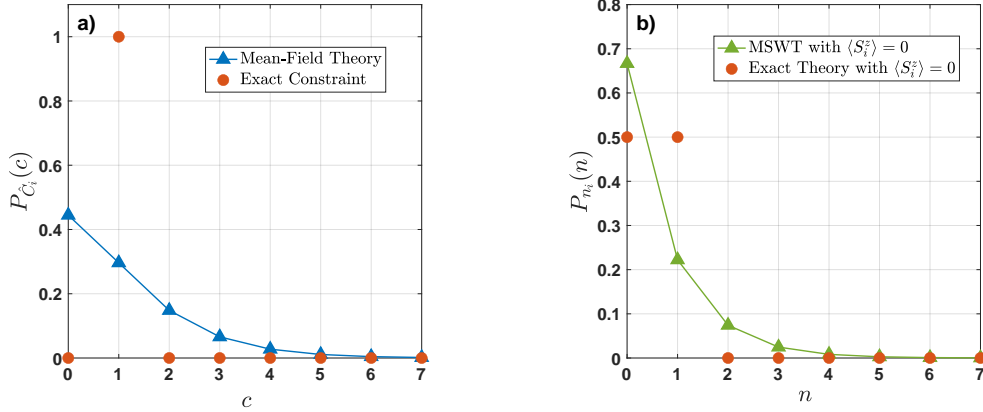 a)
1
0.8
0.6
0.4
0.2
0
0 1 2 3 4 5 6 7
c
P_{\hat{C}_i}(c)
Mean-Field Theory
Exact Constraint
b)
0.8
0.7
0.6
0.5
0.4
0.3
0.2
0.1
0
0 1 2 3 4 5 6 7
n
P_{n_i}(n)
MSWT with ⟨S_i^z⟩ = 0
Exact Theory with ⟨S_i^z⟩ = 0